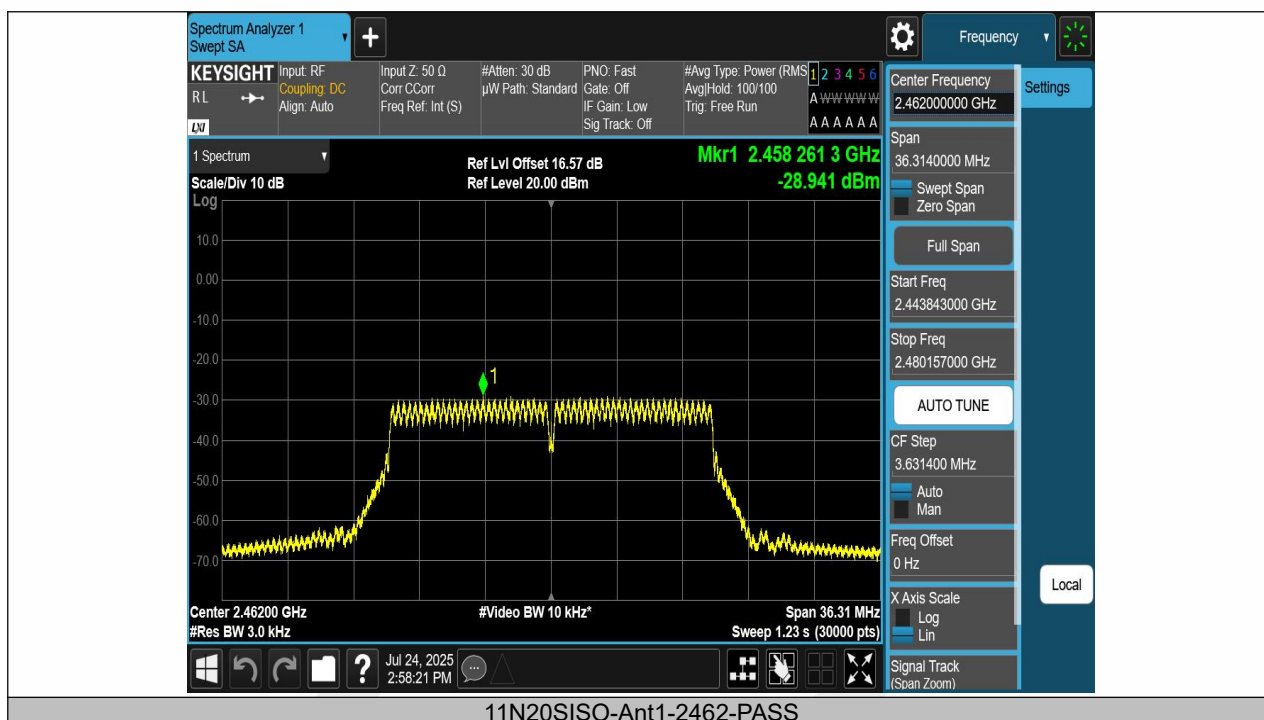 Spectrum Analyzer 1
Swept SA
+
Frequency
KEYSIGHT
RL
LXI
Input: RF
Coupling: DC
Align: Auto
Input Z: 50 Ω
Corr CCorr
Freq Ref: Int (S)
#Atten: 30 dB
µW Path: Standard
PNO: Fast
Gate: Off
IF Gain: Low
Sig Track: Off
#Avg Type: Power (RMS
Avg|Hold: 100/100
Trig: Free Run
1 2 3 4 5 6
A W W W W W
A A A A A A
Center Frequency
2.462000000 GHz
Settings
Span
36.3140000 MHz
Swept Span
Zero Span
Full Span
Start Freq
2.443843000 GHz
Stop Freq
2.480157000 GHz
AUTO TUNE
CF Step
3.631400 MHz
Auto
Man
Freq Offset
0 Hz
X Axis Scale
Log
Lin
Signal Track
(Span Zoom)
Local
1 Spectrum
Scale/Div 10 dB
Log
Ref Lvl Offset 16.57 dB
Ref Level 20.00 dBm
Mkr1 2.458 261 3 GHz
-28.941 dBm
10.0
0.00
-10.0
-20.0
1
-30.0
-40.0
-50.0
-60.0
-70.0
Center 2.46200 GHz
#Video BW 10 kHz*
Span 36.31 MHz
#Res BW 3.0 kHz
Sweep 1.23 s (30000 pts)
?
Jul 24, 2025
2:58:21 PM
11N20SISO-Ant1-2462-PASS